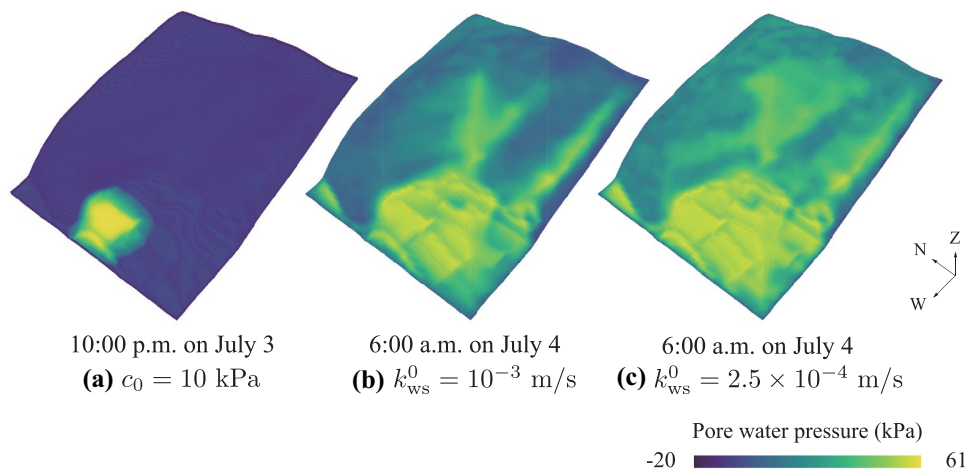 N
Z
W
10:00 p.m. on July 3
6:00 a.m. on July 4
6:00 a.m. on July 4
(a) c₀ = 10 kPa
(b) k⁰ws = 10⁻³ m/s
(c) k⁰ws = 2.5 × 10⁻⁴ m/s
Pore water pressure (kPa)
-20
61